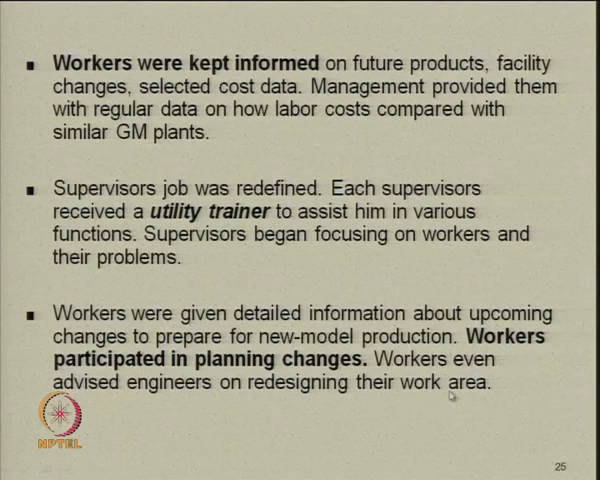 Workers were kept informed on future products, facility
changes, selected cost data. Management provided them
with regular data on how labor costs compared with
similar GM plants.
Supervisors job was redefined. Each supervisors
received a utility trainer to assist him in various
functions. Supervisors began focusing on workers and
their problems.
Workers were given detailed information about upcoming
changes to prepare for new-model production. Workers
participated in planning changes. Workers even
advised engineers on redesigning their work area.
NPTEL
25